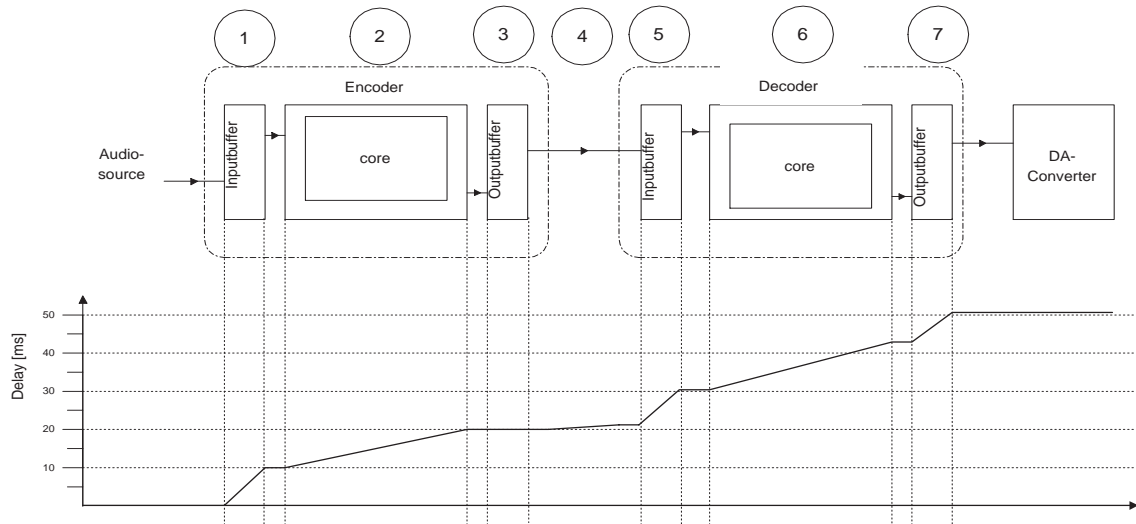 1
2
3
4
5
6
7
Encoder
Decoder
Audio-
source
Inputbuffer
core
Outputbuffer
Inputbuffer
core
Outputbuffer
DA-
Converter
Delay [ms]
50
40
30
20
10